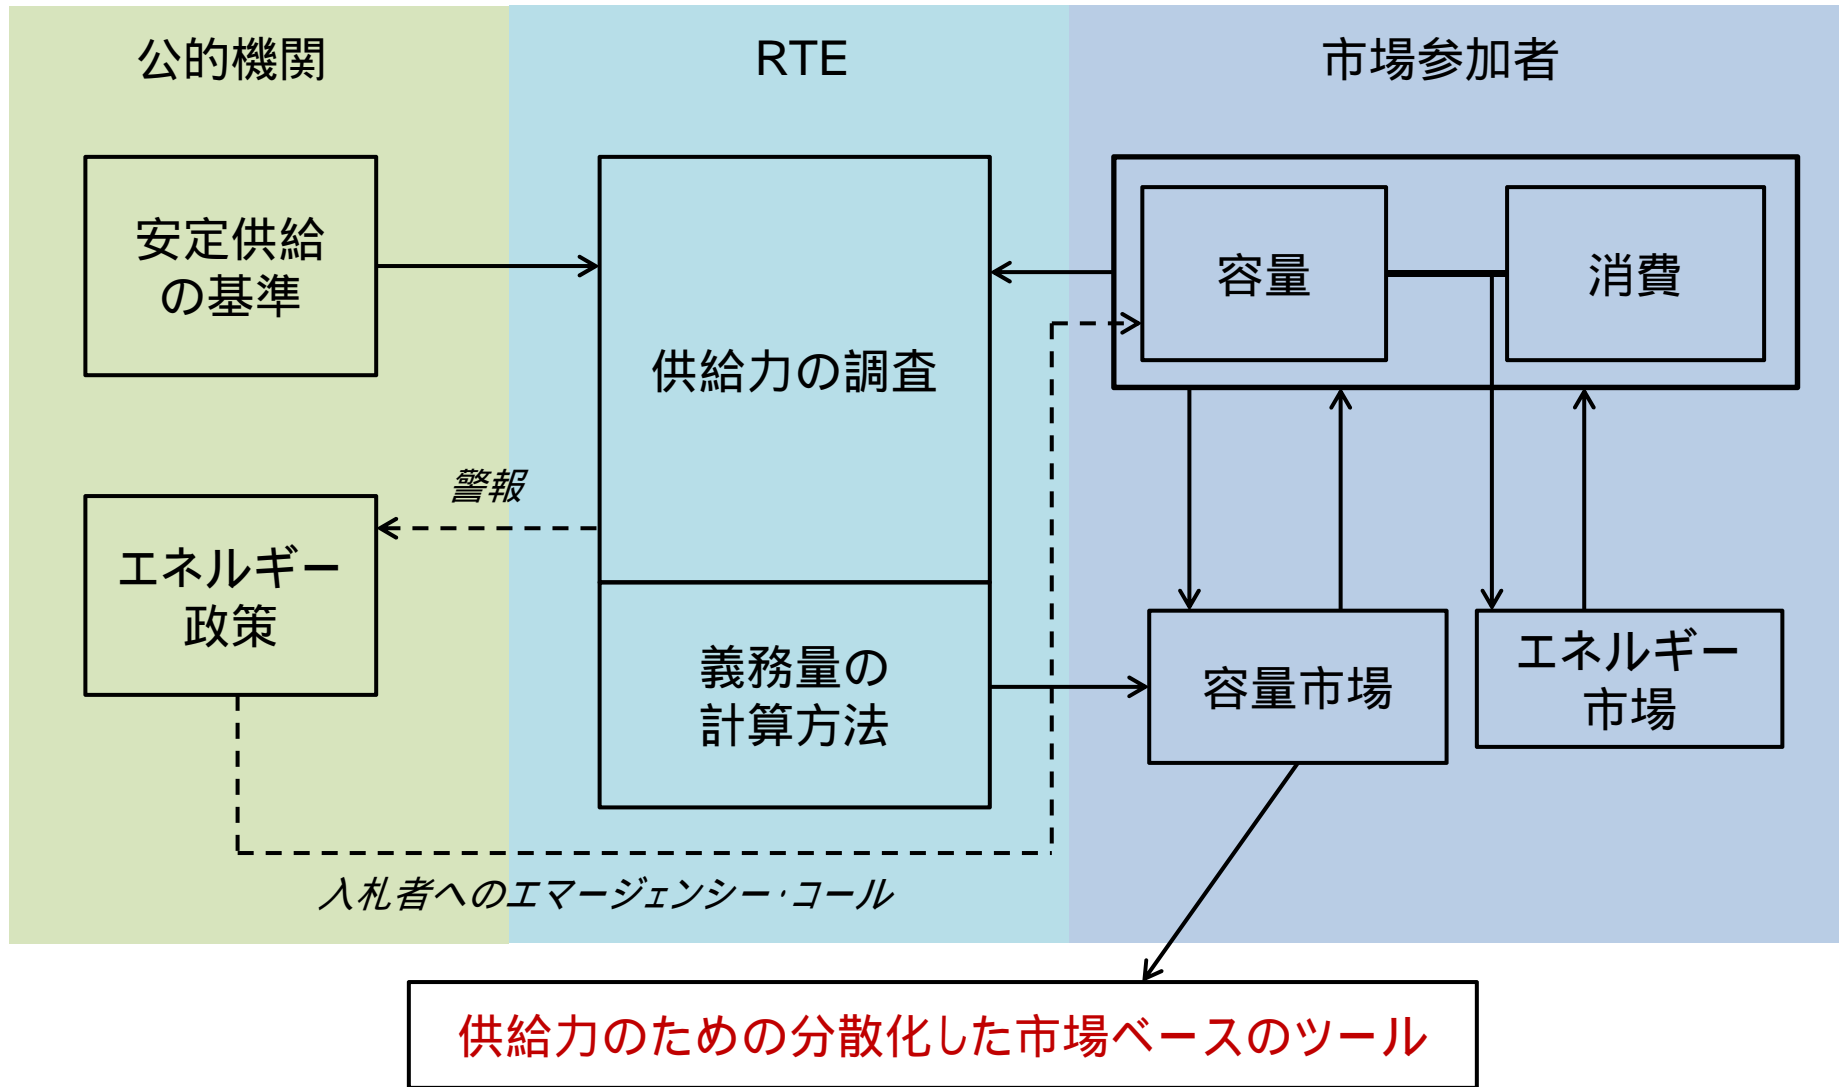 公的機関
RTE
市場参加者
安定供給
の基準
供給力の調査
容量
消費
警報
エネルギー
政策
義務量の
計算方法
容量市場
エネルギー
市場
入札者へのエマージェンシー・コール
供給力のための分散化した市場ベースのツール